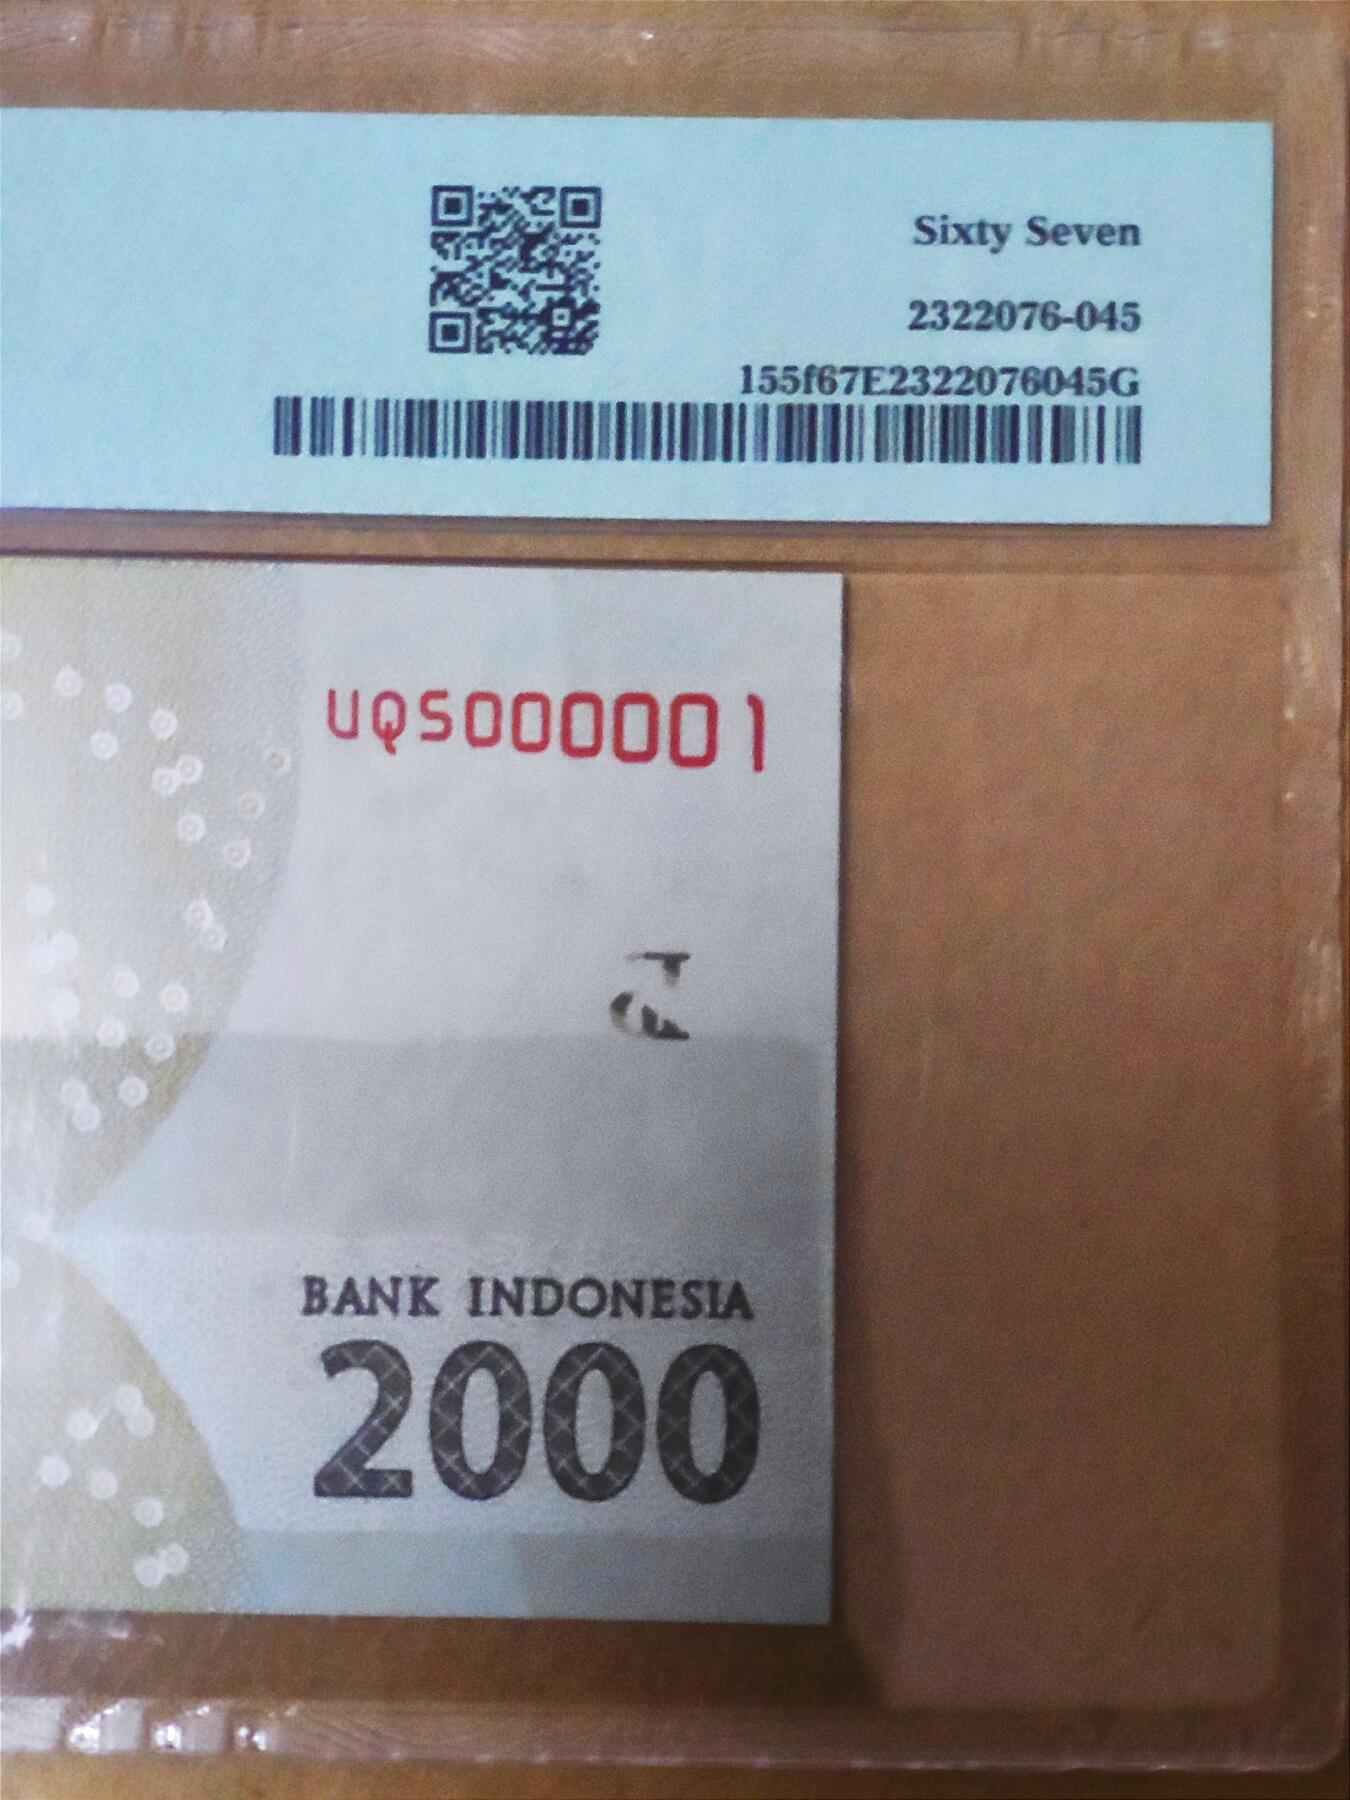 Sixty Seven
2322076-045
155f67E2322076045G
UQS000001
BANK INDONESIA
2000